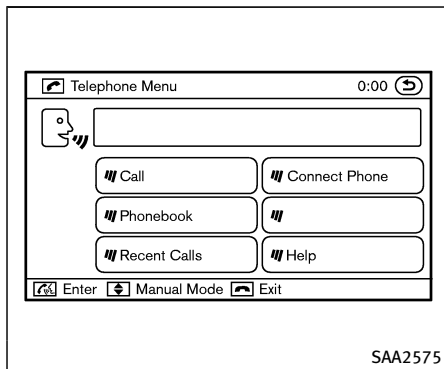 Telephone Menu 0:00
Call Connect Phone
Phonebook
Recent Calls Help
Enter Manual Mode Exit
SAA2575